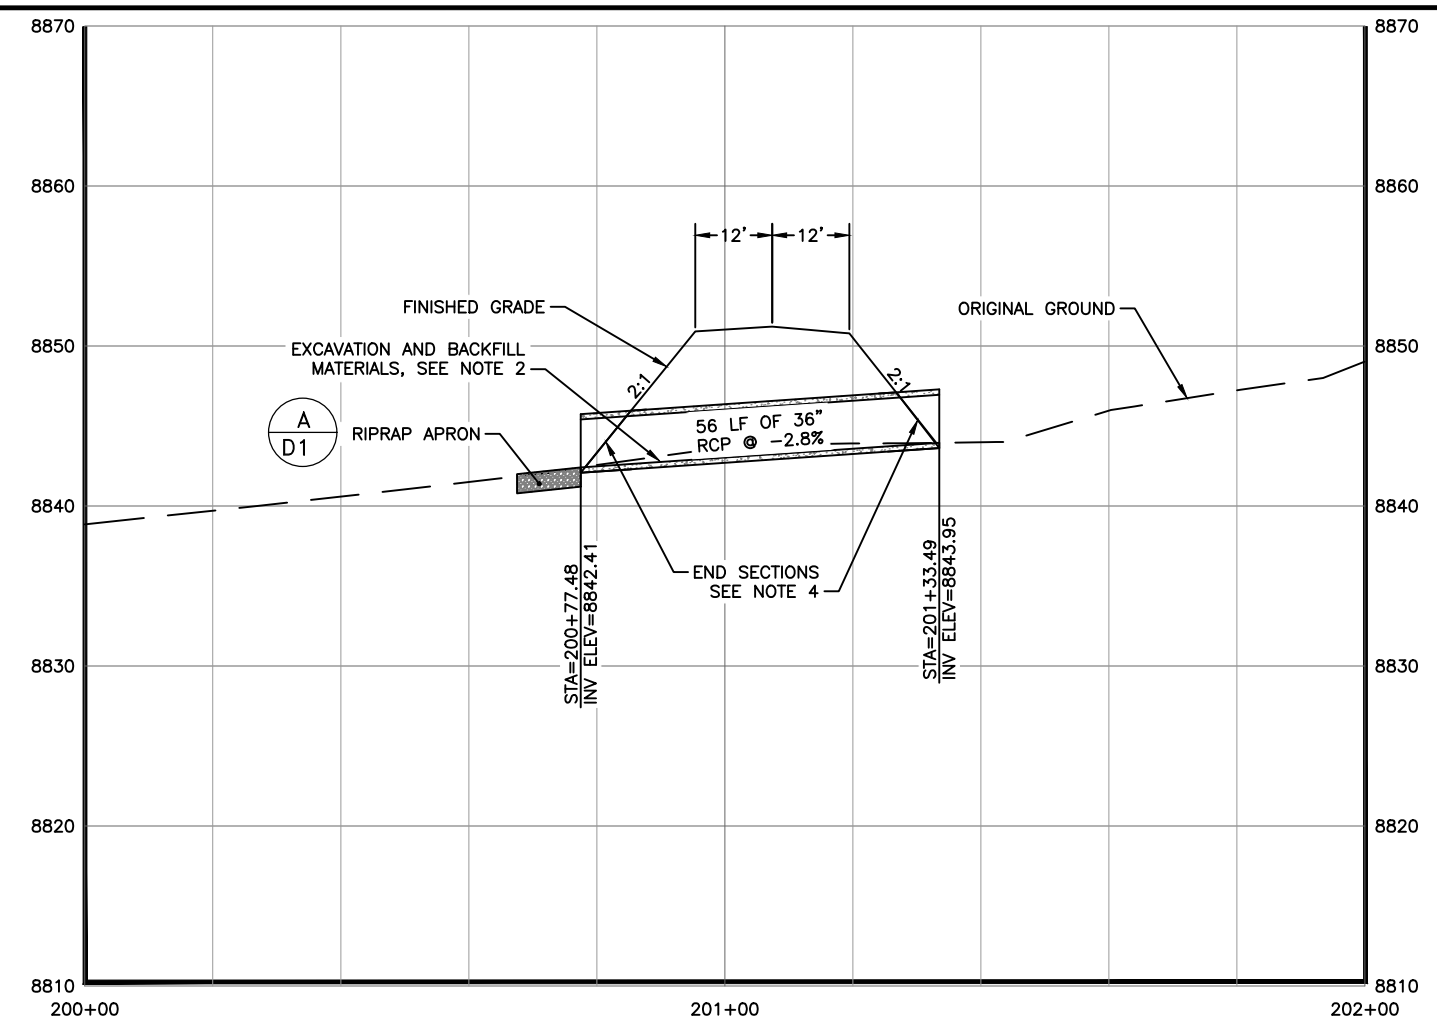 8870
8870
8860
8860
12'
12'
FINISHED GRADE
ORIGINAL GROUND
8850
8850
EXCAVATION AND BACKFILL
MATERIALS, SEE NOTE 2
2:1
2:1
A
D1
RIPRAP APRON
56 LF OF 36"
RCP @ -2.8%
8840
8840
END SECTIONS
SEE NOTE 4
STA=200+77.48
INV ELEV=8842.41
STA=201+33.49
INV ELEV=8843.95
8830
8830
8820
8820
8810
8810
200+00
201+00
202+00